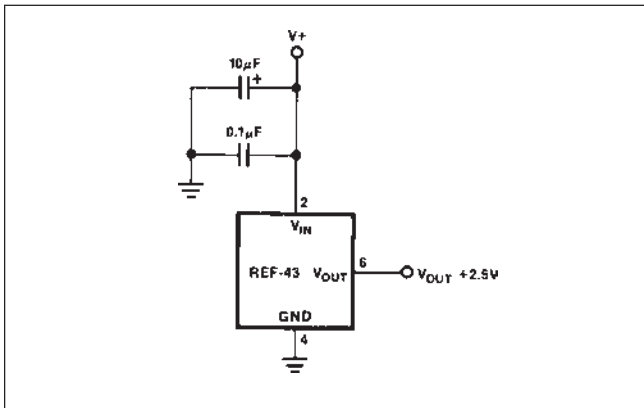 V+
10µF
+
0.1µF
2
VIN
REF-43 VOUT
6
VOUT +2.5V
GND
4